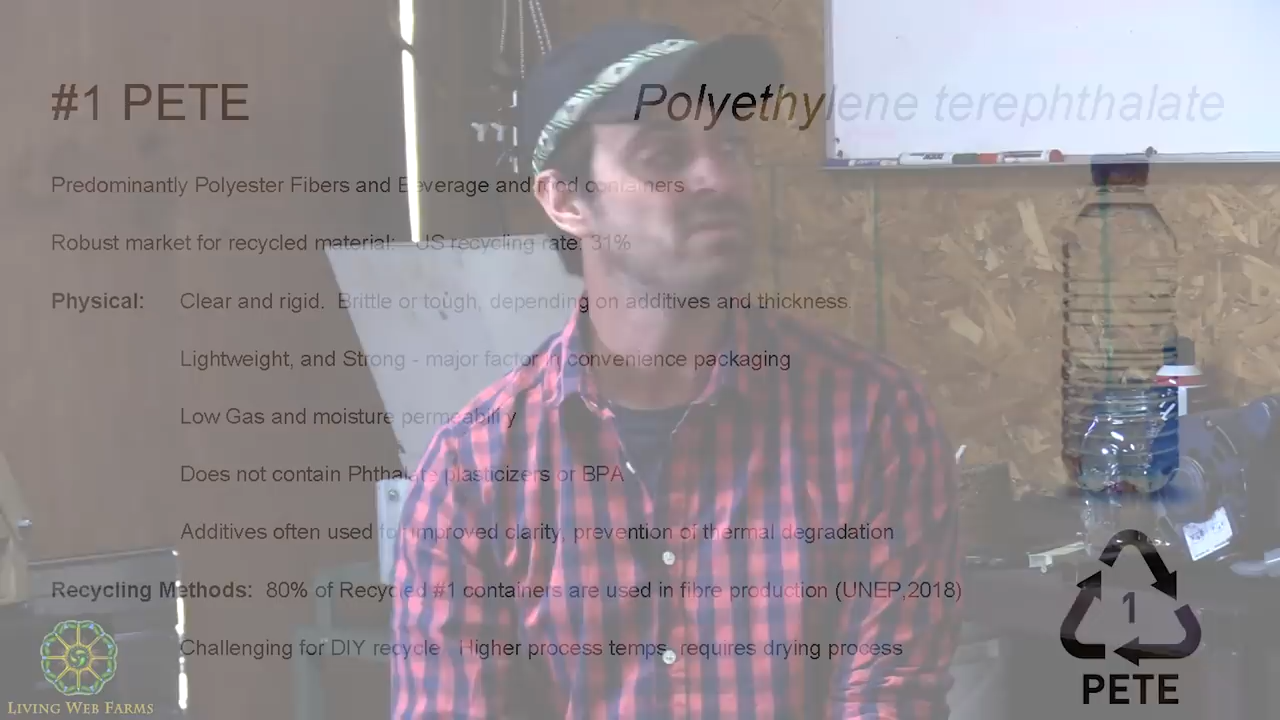 #1 PETE
Polyethylene terephthalate
Predominantly Polyester Fibers and Beverage and food containers
Robust market for recycled material: US recycling rate: 31%
Physical: Clear and rigid. Brittle or tough, depending on additives and thickness.
Lightweight, and Strong - major factor in convenience packaging
Low Gas and moisture permeability
Does not contain Phthalate plasticizers or BPA
Additives often used for improved clarity, prevention of thermal degradation
Recycling Methods: 80% of Recycled #1 containers are used in fibre production (UNEP,2018)
Challenging for DIY recycle Higher process temps, requires drying process
1
PETE
LIVING WEB FARMS